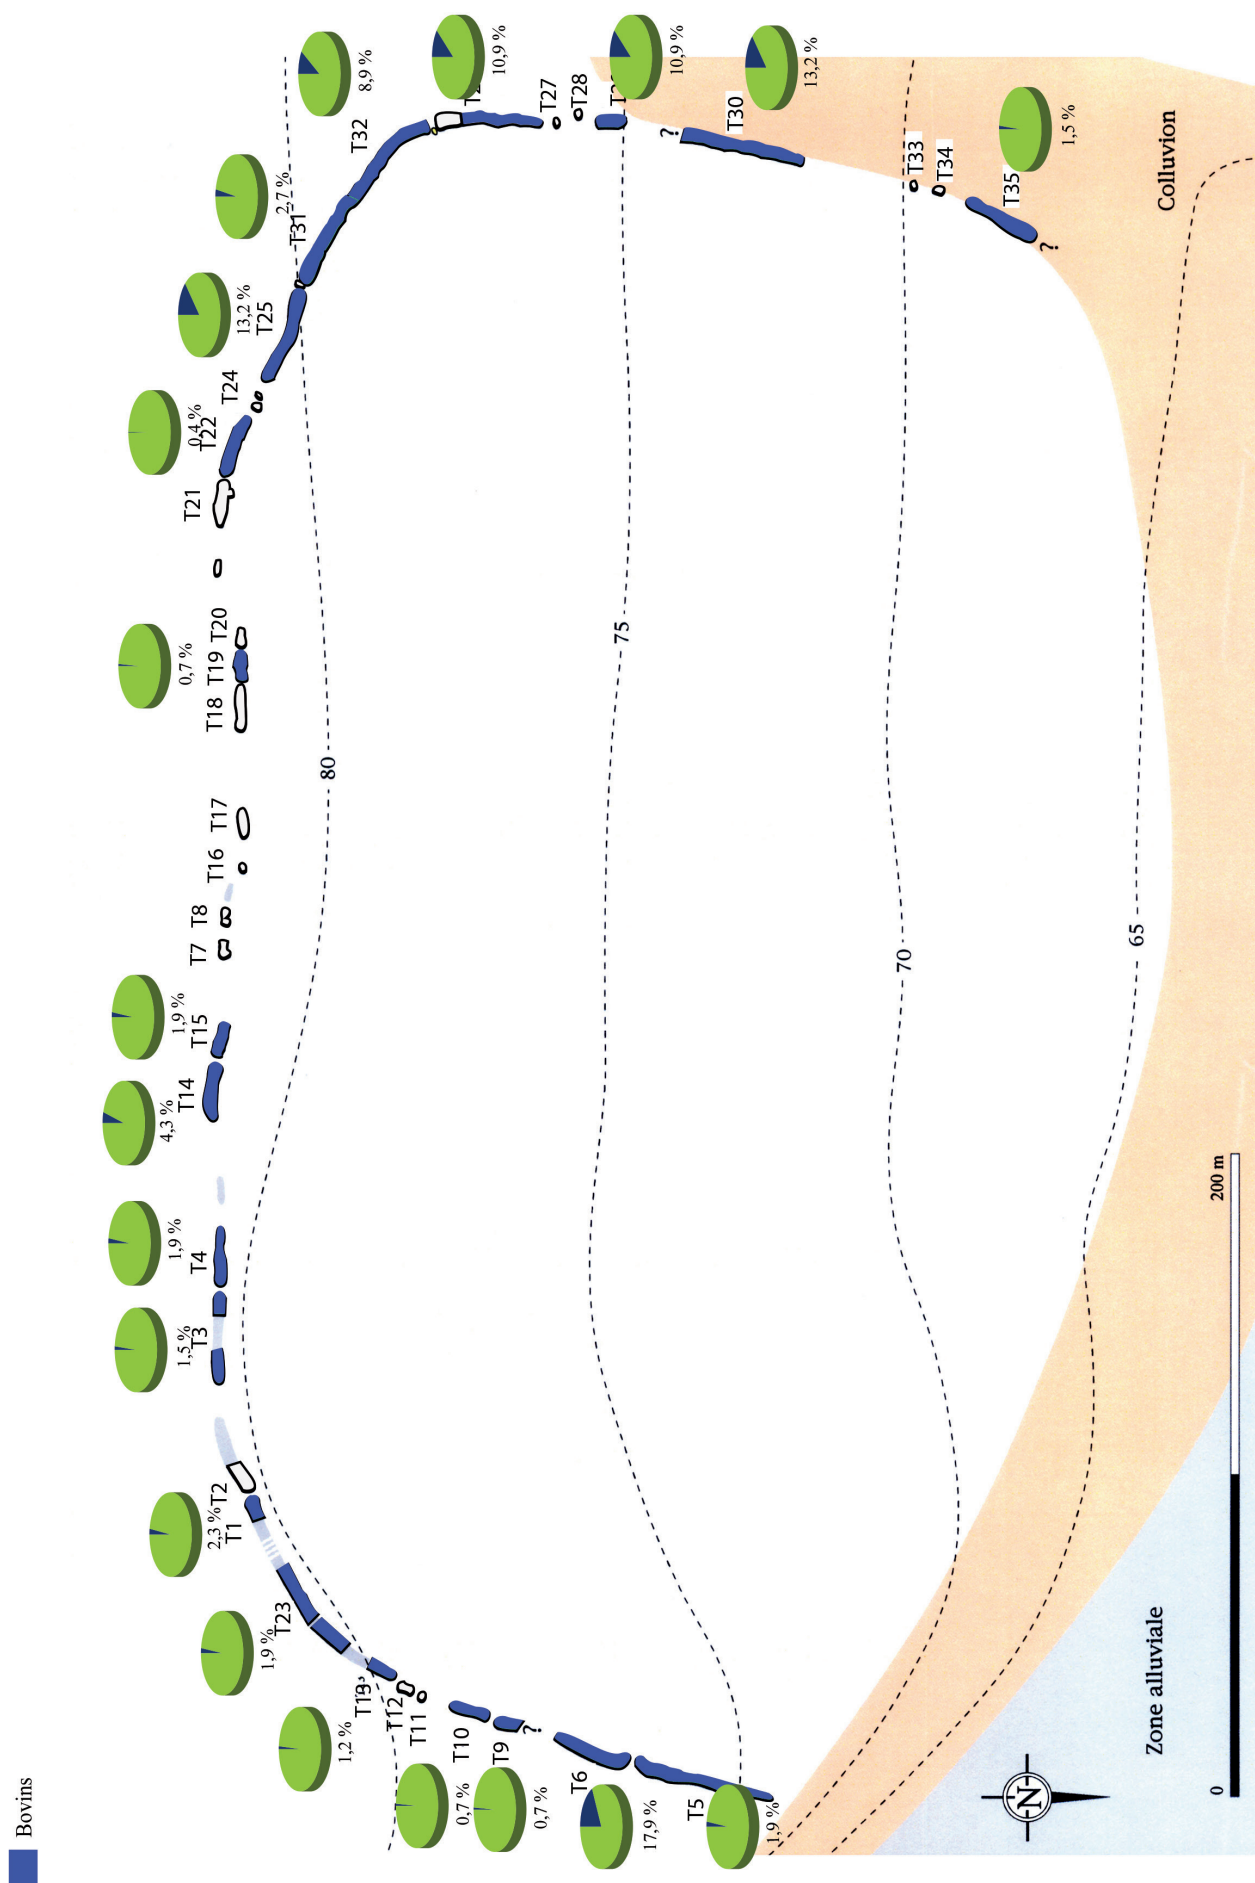 Bovins
1,9 %
T5
17,9 %
T6
0,7 %
T9
?
0,7 %
T10
T11
T12
1,2 %
T13
1,9 %
T23
2,3 %
T1
T2
1,5 %
T3
1,9 %
T4
4,3 %
T14
1,9 %
T15
T7
T8
T16
T17
T18
0,7 %
T19
T20
T21
0,4 %
T22
T24
13,2 %
T25
2,7 %
T31
8,9 %
T32
10,9 %
T27
T28
10,9 %
?
13,2 %
T30
T33
T34
1,5 %
T35
?
80
75
70
65
Colluvion
Zone alluviale
N
0
200 m